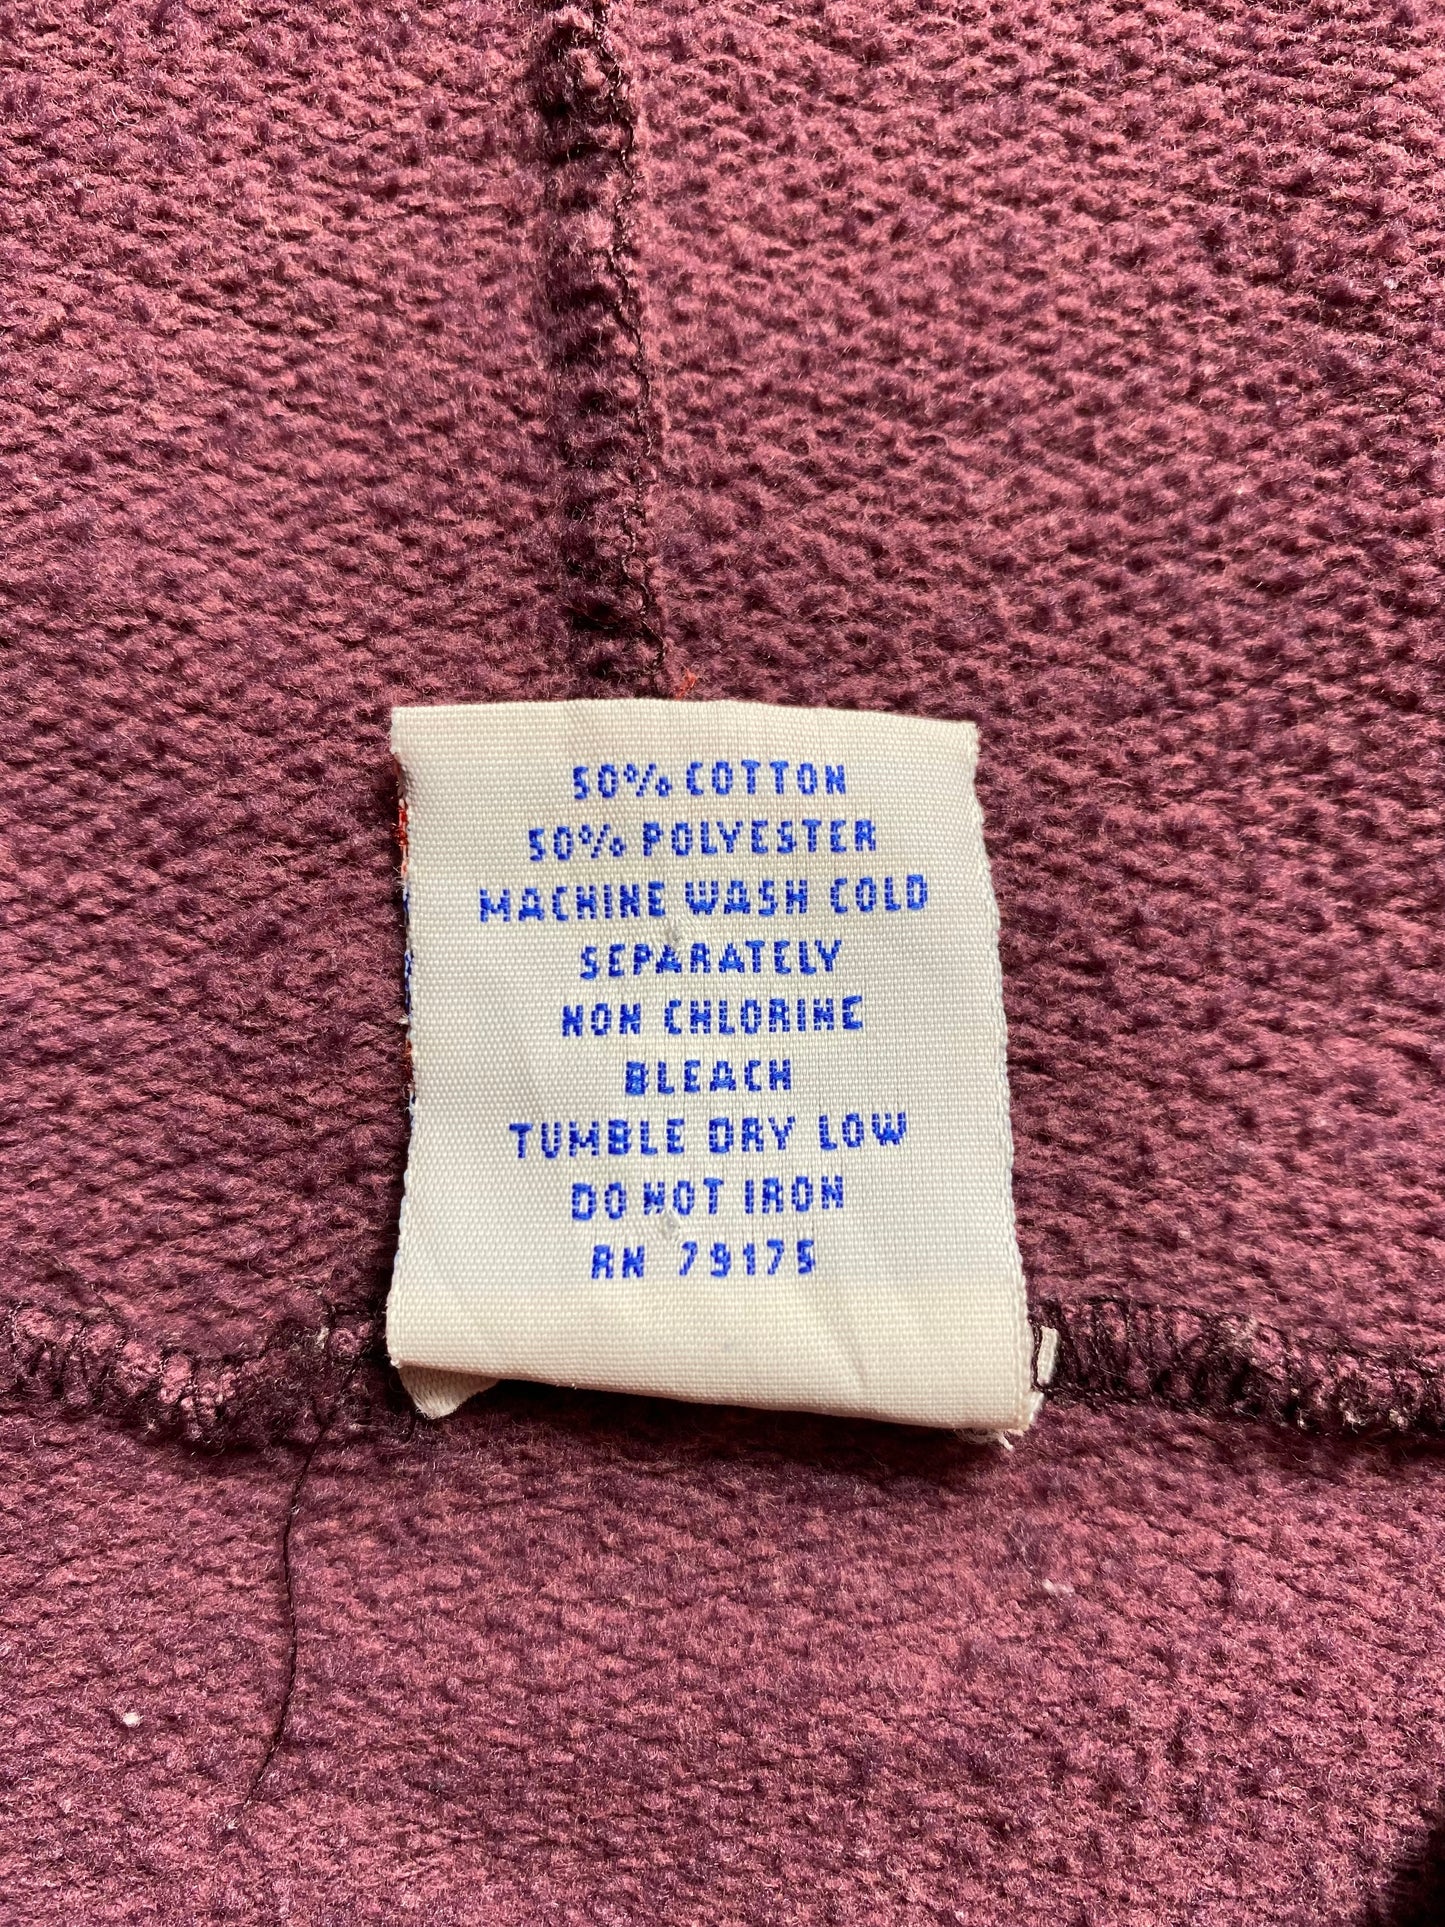 50% COTTON
50% POLYESTER
MACHINE WASH COLD
SEPARATELY
NON CHLORINE
BLEACH
TUMBLE DRY LOW
DO NOT IRON
RN 79175